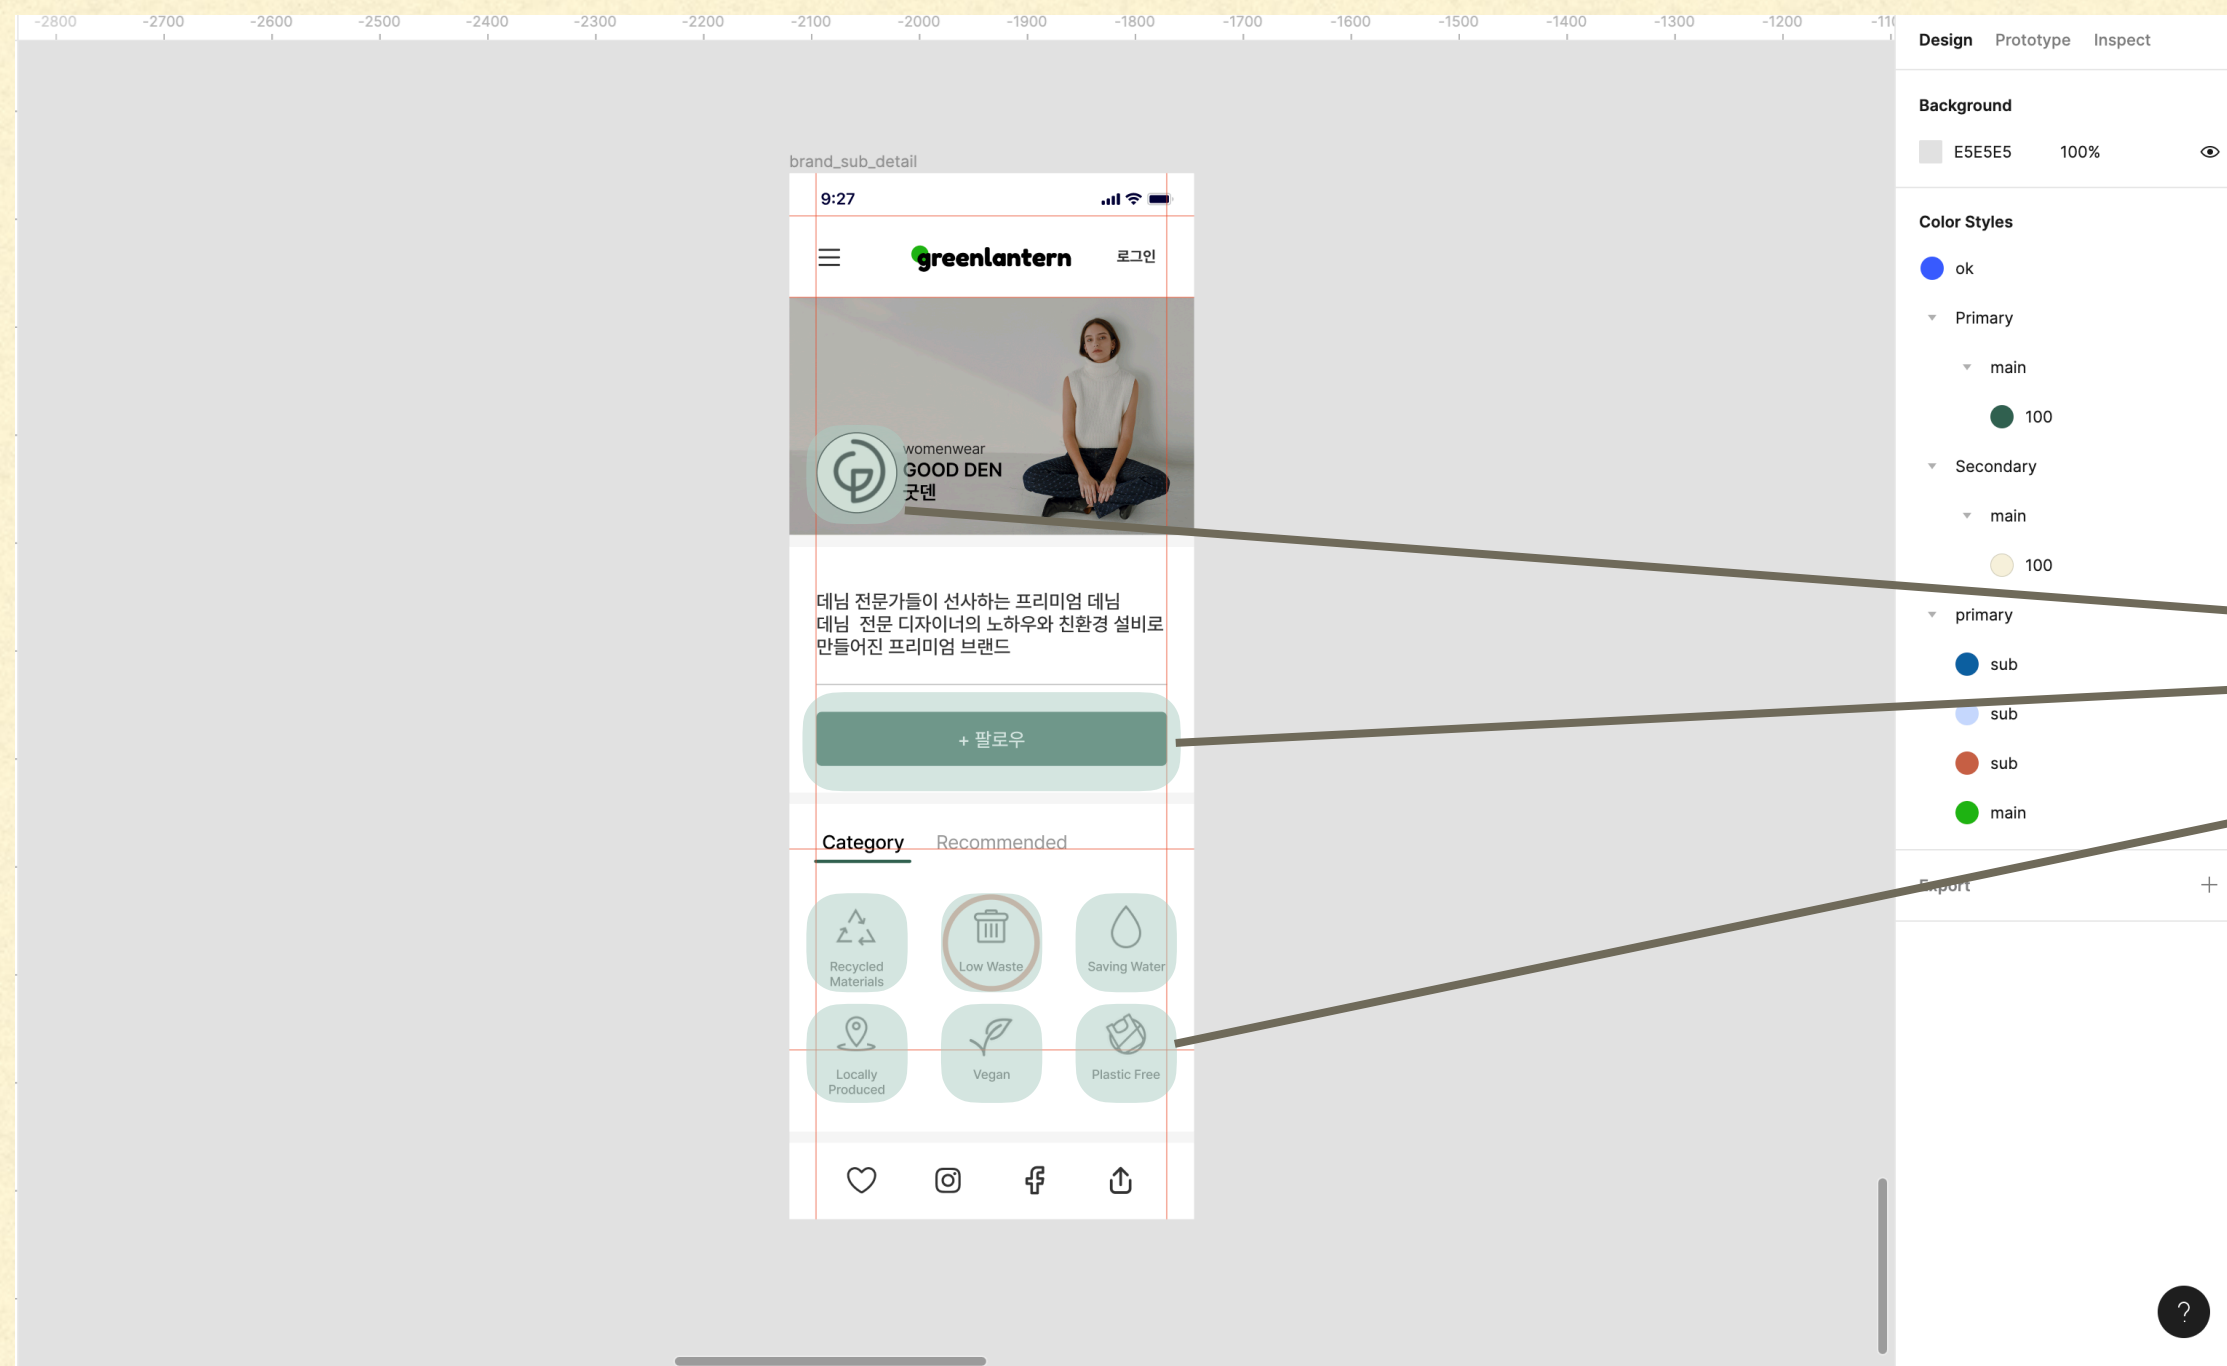 -2800 -2700 -2600 -2500 -2400 -2300 -2200 -2100 -2000 -1900 -1800 -1700 -1600 -1500 -1400 -1300 -1200
Design Prototype Inspect
Background
E5E5E5 100%
Color Styles
ok
Primary
main
100
Secondary
main
100
primary
sub
sub
sub
main
Export
brand_sub_detail
9:27
greenlantern
로그인
womenwear
GOOD DEN
굿덴
데님 전문가들이 선사하는 프리미엄 데님
데님 전문 디자이너의 노하우와 친환경 설비로
만들어진 프리미엄 브랜드
+ 팔로우
Category Recommended
Recycled
Materials
Low Waste
Saving Water
Locally
Produced
Vegan
Plastic Free
?